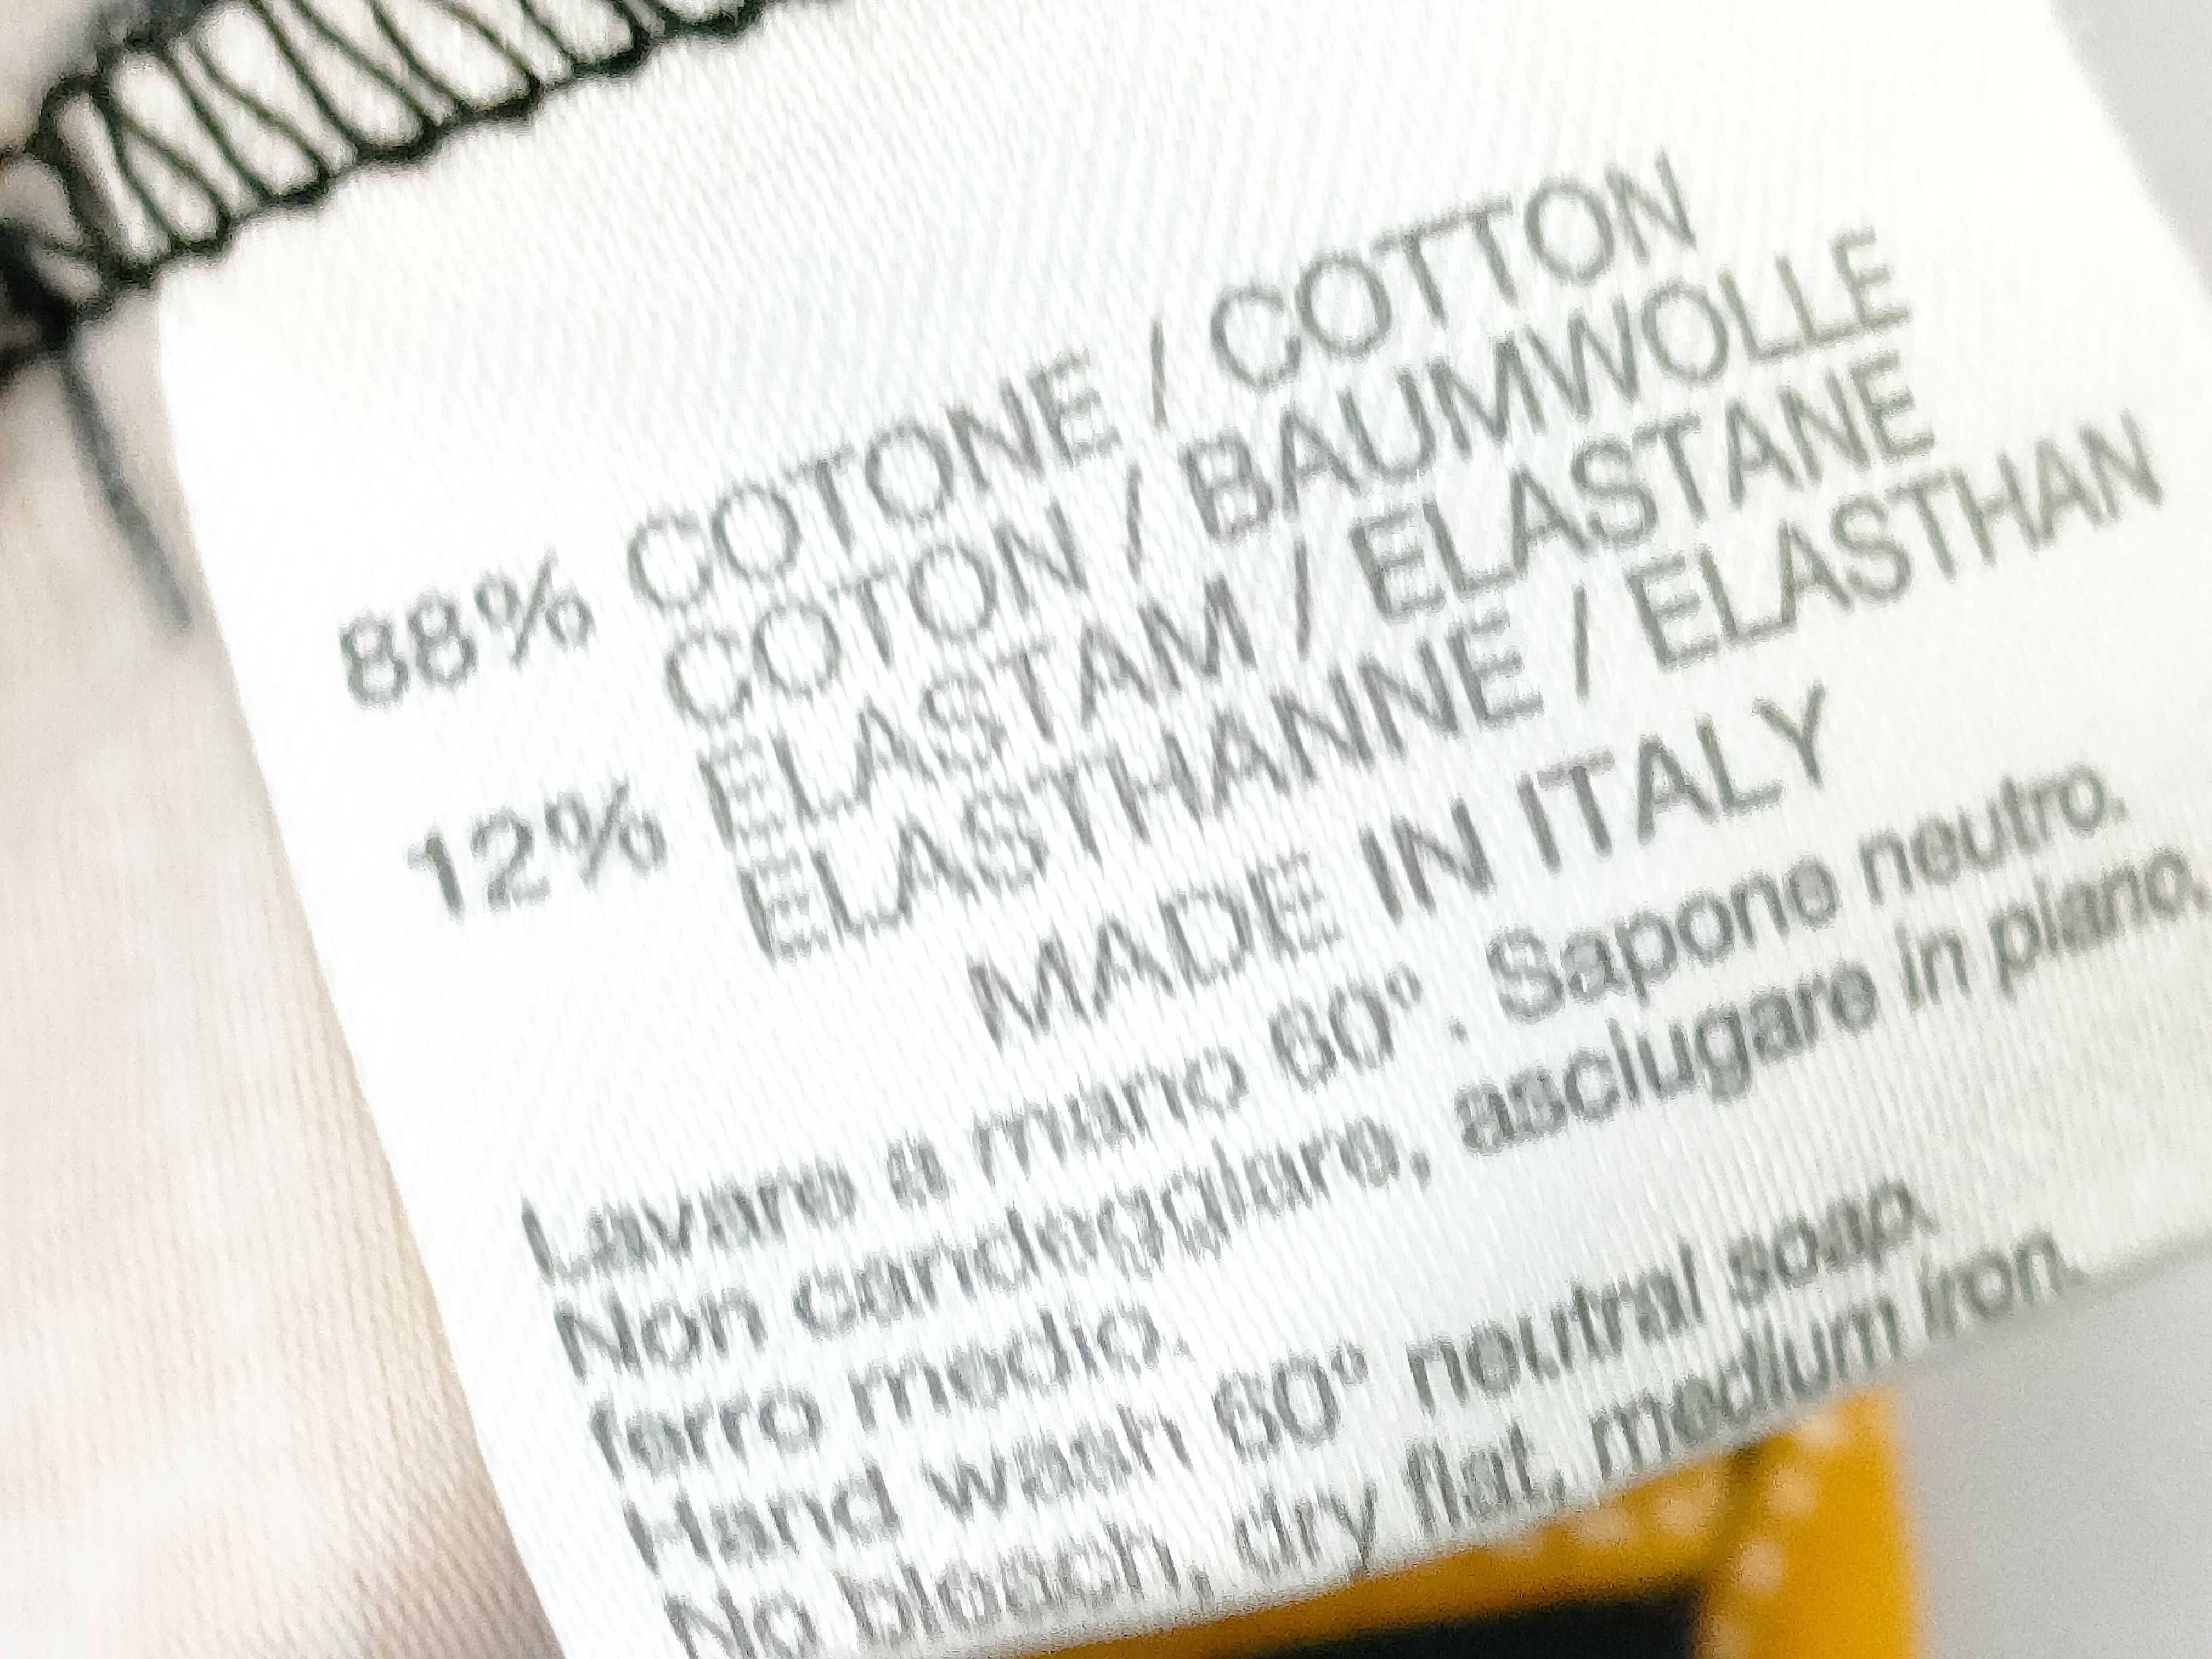 88% COTONE / COTTON
COTON / BAUMWOLLE
12% ELASTAM / ELASTANE
ELASTHANNE / ELASTHAN
MADE IN ITALY
Lavare a mano 60°. Sapone neutro.
Non candeggiare, asciugare in piano,
ferro medio.
Hand wash 60° neutral soap.
No bleach, dry flat, medium iron.